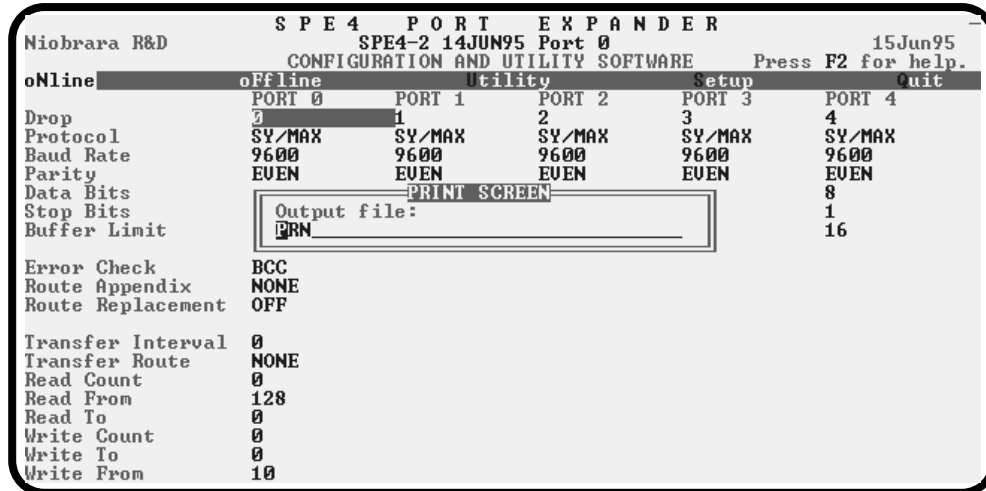 S P E 4 P O R T E X P A N D E R
Niobrara R&D SPE4-2 14JUN95 Port 0 15Jun95
CONFIGURATION AND UTILITY SOFTWARE Press F2 for help.
oNline oFfline Utility Setup Quit
PORT 0 PORT 1 PORT 2 PORT 3 PORT 4
Drop 0 1 2 3 4
Protocol SY/MAX SY/MAX SY/MAX SY/MAX SY/MAX
Baud Rate 9600 9600 9600 9600 9600
Parity EVEN EVEN EVEN EVEN EVEN
Data Bits PRINT SCREEN 8
Stop Bits Output file: 1
Buffer Limit PRN 16
Error Check BCC
Route Appendix NONE
Route Replacement OFF
Transfer Interval 0
Transfer Route NONE
Read Count 0
Read From 128
Read To 0
Write Count 0
Write To 0
Write From 10